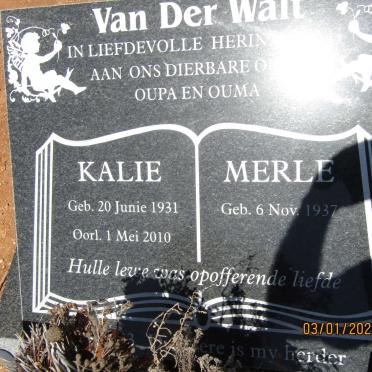 Van Der Walt
IN LIEFDEVOLLE
AAN ONS DIERBARE
OUPA EN OUMA
KALIE
Geb. 20 Junie 1931
Oorl. 1 Mei 2010
MERLE
Geb. 6 Nov. 1937
Hulle lewe was opofferende liefde
is my herder
03/01/202